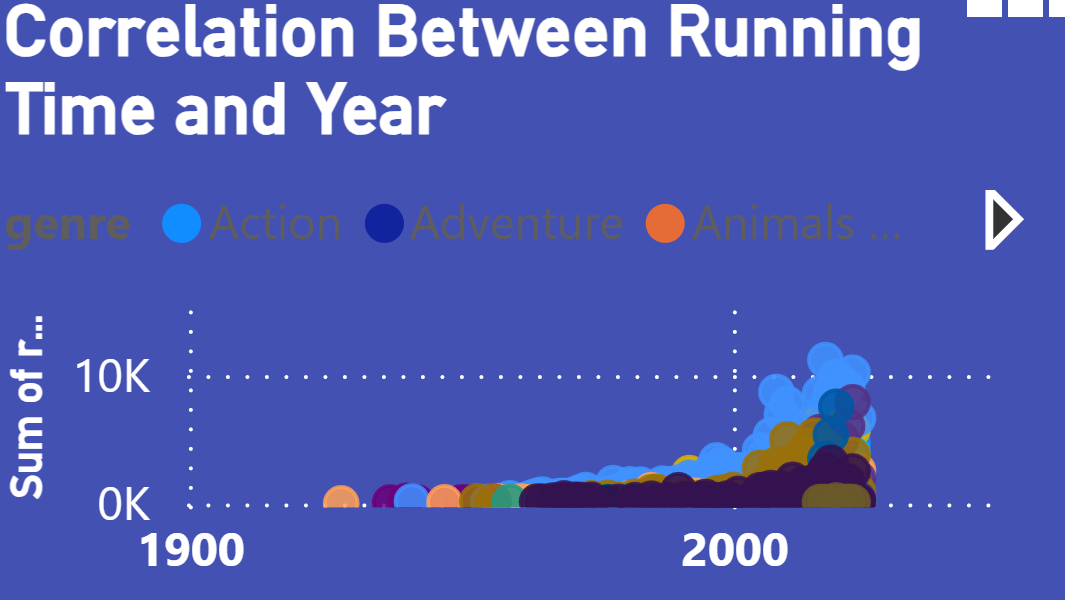 Correlation Between Running
Time and Year
genre Action Adventure Animals ...
Sum of r...
10K
0K
1900 2000